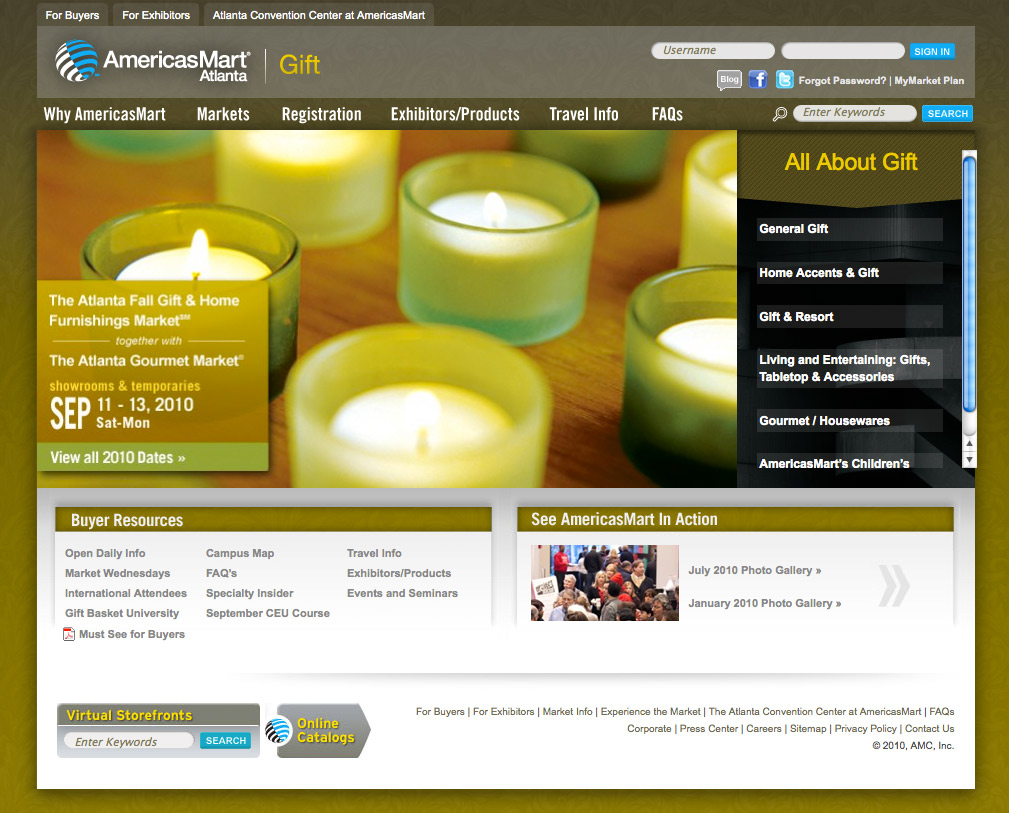 For Buyers
For Exhibitors
Atlanta Convention Center at AmericasMart
AmericasMart®
Atlanta
Gift
Username
SIGN IN
Blog
Forgot Password? | MyMarket Plan
Why AmericasMart
Markets
Registration
Exhibitors/Products
Travel Info
FAQs
Enter Keywords
SEARCH
The Atlanta Fall Gift & Home
Furnishings Market℠
together with
The Atlanta Gourmet Market®
showrooms & temporaries
SEP 11 - 13, 2010
Sat-Mon
View all 2010 Dates »
All About Gift
General Gift
Home Accents & Gift
Gift & Resort
Living and Entertaining: Gifts,
Tabletop & Accessories
Gourmet / Housewares
AmericasMart's Children's
Buyer Resources
Open Daily Info
Market Wednesdays
International Attendees
Gift Basket University
Must See for Buyers
Campus Map
FAQ's
Specialty Insider
September CEU Course
Travel Info
Exhibitors/Products
Events and Seminars
See AmericasMart In Action
July 2010 Photo Gallery »
January 2010 Photo Gallery »
Virtual Storefronts
Enter Keywords
SEARCH
Online
Catalogs
For Buyers | For Exhibitors | Market Info | Experience the Market | The Atlanta Convention Center at AmericasMart | FAQs
Corporate | Press Center | Careers | Sitemap | Privacy Policy | Contact Us
© 2010, AMC, Inc.